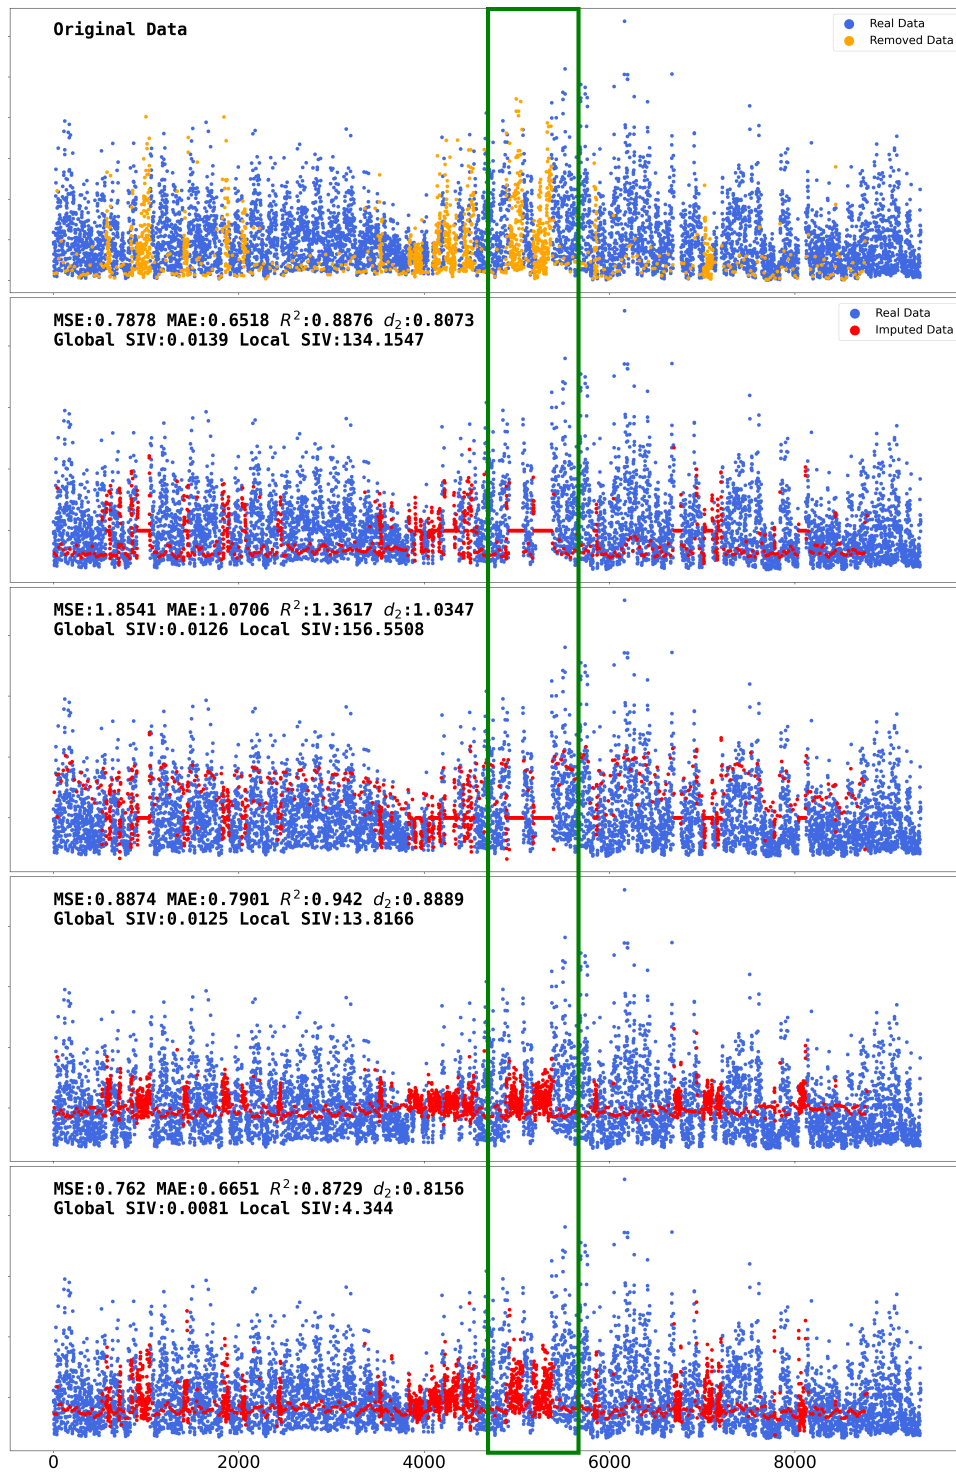 Original Data
Real Data
Removed Data
MSE:0.7878 MAE:0.6518 R²:0.8876 d₂:0.8073
Global SIV:0.0139 Local SIV:134.1547
Real Data
Imputed Data
MSE:1.8541 MAE:1.0706 R²:1.3617 d₂:1.0347
Global SIV:0.0126 Local SIV:156.5508
MSE:0.8874 MAE:0.7901 R²:0.942 d₂:0.8889
Global SIV:0.0125 Local SIV:13.8166
MSE:0.762 MAE:0.6651 R²:0.8729 d₂:0.8156
Global SIV:0.0081 Local SIV:4.344
0 2000 4000 6000 8000